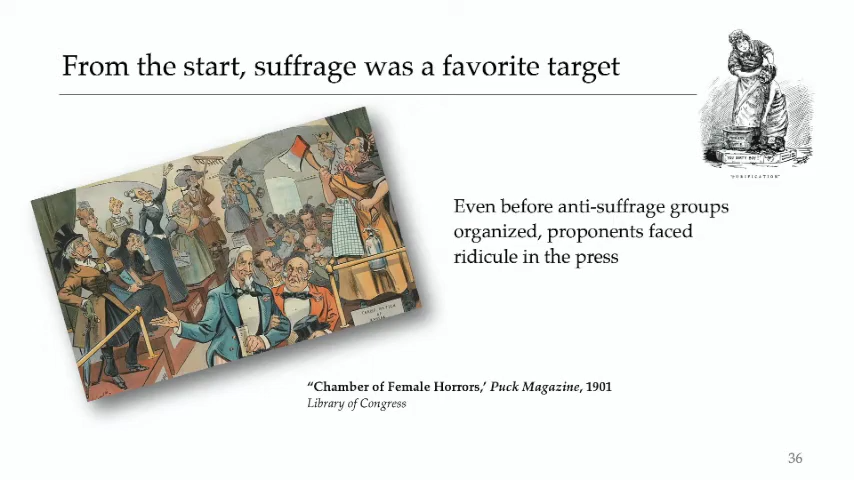 From the start, suffrage was a favorite target
Even before anti-suffrage groups
organized, proponents faced
ridicule in the press
“Chamber of Female Horrors,’ Puck Magazine, 1901
Library of Congress
36